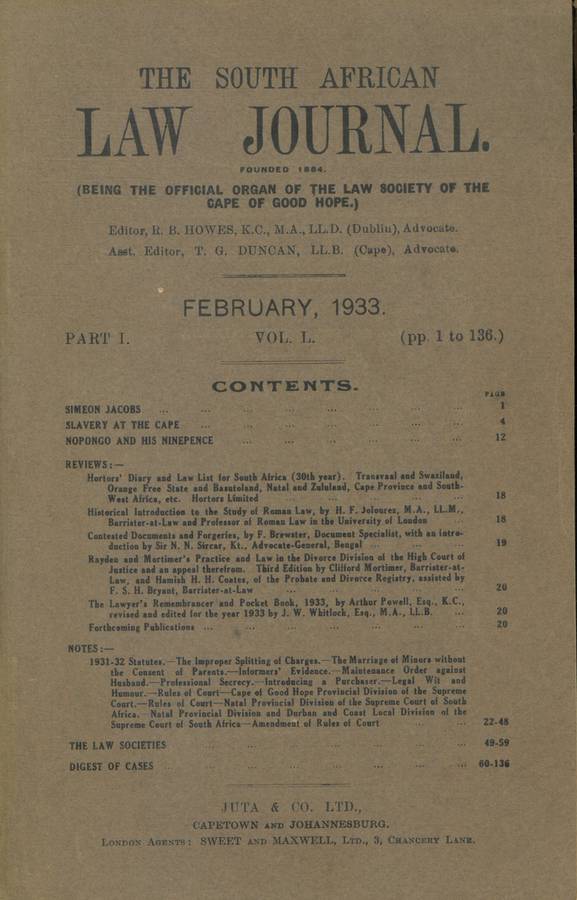 THE SOUTH AFRICAN
LAW JOURNAL.
FOUNDED 1884.
(BEING THE OFFICIAL ORGAN OF THE LAW SOCIETY OF THE
CAPE OF GOOD HOPE.)
Editor, R. B. HOWES, K.C., M.A., LL.D. (Dublin), Advocate.
Asst. Editor, T. G. DUNCAN, LL.B. (Cape), Advocate.
FEBRUARY, 1933.
PART I. VOL. L. (pp. 1 to 136.)
CONTENTS.
PAGE
SIMEON JACOBS ... ... ... ... ... ... 1
SLAVERY AT THE CAPE ... ... ... ... ... 4
NOPONGO AND HIS NINEPENCE ... ... ... ... ... 12
REVIEWS:—
Hortors' Diary and Law List for South Africa (30th year). Transvaal and Swaziland,
Orange Free State and Basutoland, Natal and Zululand, Cape Province and South-
West Africa, etc. Hortors Limited ... ... ... 18
Historical Introduction to the Study of Roman Law, by H. F. Jolourez, M.A., LL.M.,
Barrister-at-Law and Professor of Roman Law in the University of London ... 18
Contested Documents and Forgeries, by F. Brewster, Document Specialist, with an intro-
duction by Sir N. N. Sircar, Kt., Advocate-General, Bengal ... ... ... 19
Rayden and Mortimer's Practice and Law in the Divorce Division of the High Court of
Justice and an appeal therefrom. Third Edition by Clifford Mortimer, Barrister-at-
Law, and Hamish H. H. Coates, of the Probate and Divorce Registry, assisted by
F. S. H. Bryant, Barrister-at-Law ... ... ... ... 20
The Lawyer's Remembrancer and Pocket Book, 1933, by Arthur Powell, Esq., K.C.,
revised and edited for the year 1933 by J. W. Whitlock, Esq., M.A., LL.B. ... 20
Forthcoming Publications ... ... ... ... ... ... 20
NOTES:—
1931-32 Statutes.—The Improper Splitting of Charges.—The Marriage of Minors without
the Consent of Parents.—Informers' Evidence.—Maintenance Order against
Husband.—Professional Secrecy.—Introducing a Purchaser.—Legal Wit and
Humour.—Rules of Court—Cape of Good Hope Provincial Division of the Supreme
Court.—Rules of Court—Natal Provincial Division of the Supreme Court of South
Africa.—Natal Provincial Division and Durban and Coast Local Division of the
Supreme Court of South Africa—Amendment of Rules of Court ... ... 22-48
THE LAW SOCIETIES ... ... ... ... ... 49-59
DIGEST OF CASES ... ... ... ... ... ... 60-136
JUTA & CO. LTD.,
CAPETOWN AND JOHANNESBURG.
LONDON AGENTS: SWEET AND MAXWELL, LTD., 3, CHANCERY LANE.